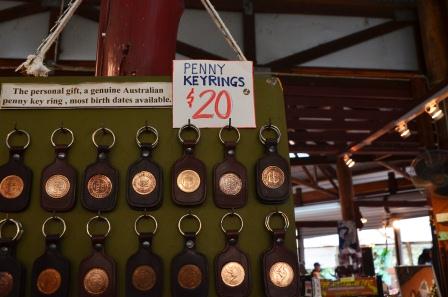 The personal gift, a genuine Australian
penny key ring , most birth dates available.
PENNY
KEYRINGS
$20